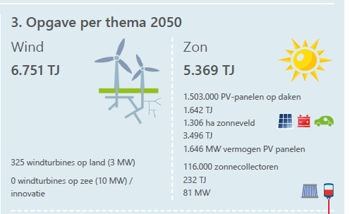 3. Opgave per thema 2050
Wind
6.751 TJ
325 windturbines op land (3 MW)
0 windturbines op zee (10 MW) /
innovatie
Zon
5.369 TJ
1.503.000 PV-panelen op daken
1.642 TJ
1.306 ha zonneveld
3.496 TJ
1.646 MW vermogen PV panelen
116.000 zonnecollectoren
232 TJ
81 MW